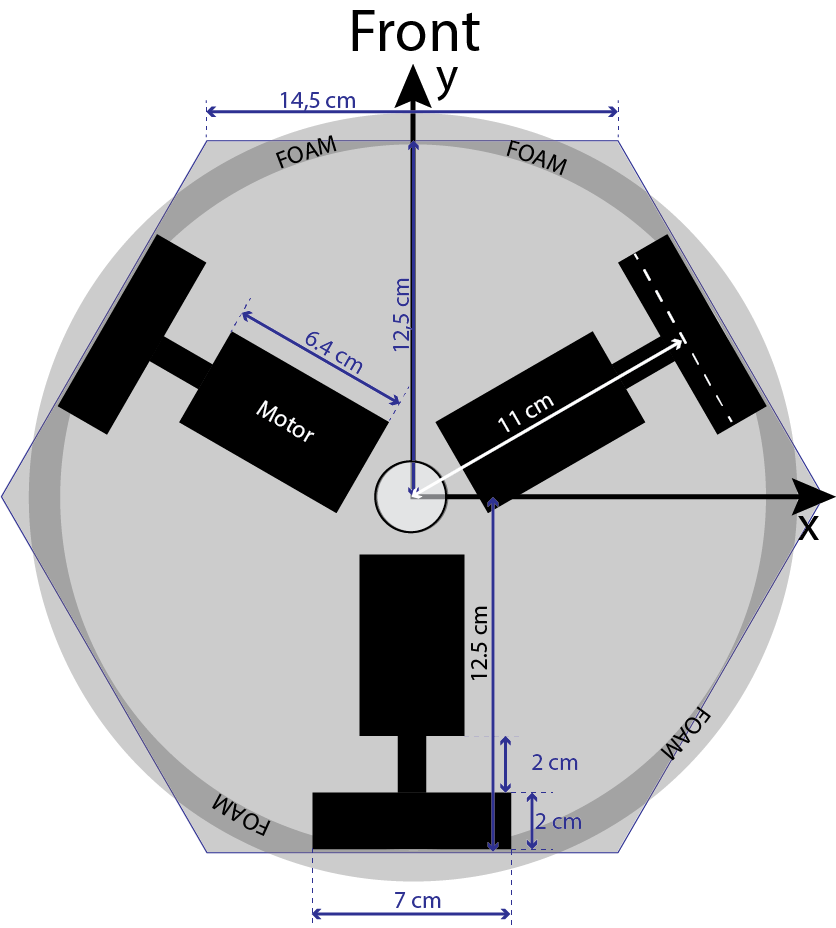 Front
y
14,5 cm
FOAM
FOAM
12,5 cm
6.4 cm
11 cm
Motor
x
12.5 cm
FOAM
2 cm
FOAM
2 cm
7 cm